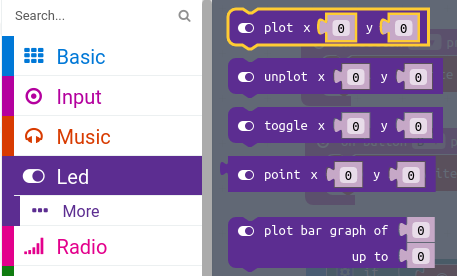 Search...
Basic
Input
Music
Led
More
Radio
plot x 0 y 0
unplot x 0 y 0
toggle x 0 y 0
point x 0 y 0
plot bar graph of 0
up to 0